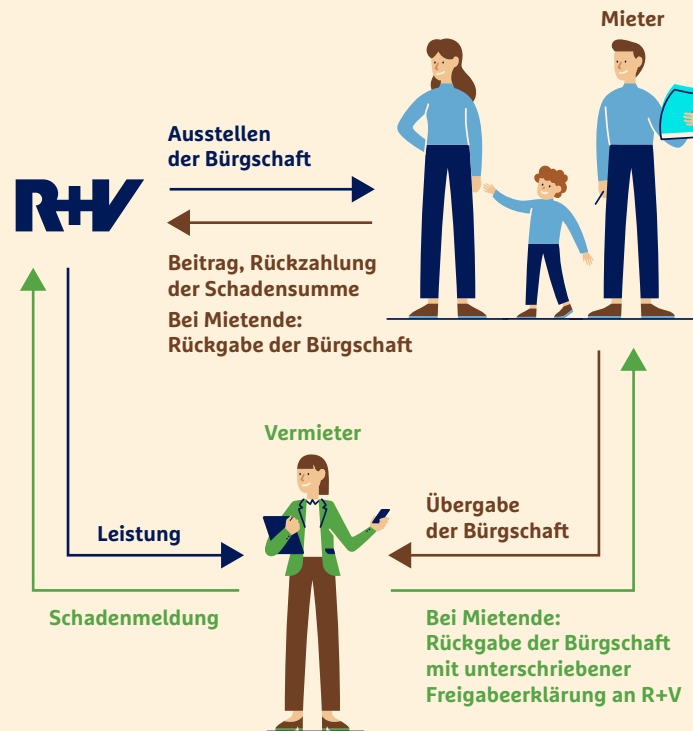 Mieter
Ausstellen
der Bürgschaft
R+V
Beitrag, Rückzahlung
der Schadensumme
Bei Mietende:
Rückgabe der Bürgschaft
Vermieter
Übergabe
der Bürgschaft
Leistung
Schadenmeldung
Bei Mietende:
Rückgabe der Bürgschaft
mit unterschriebener
Freigabeerklärung an R+V